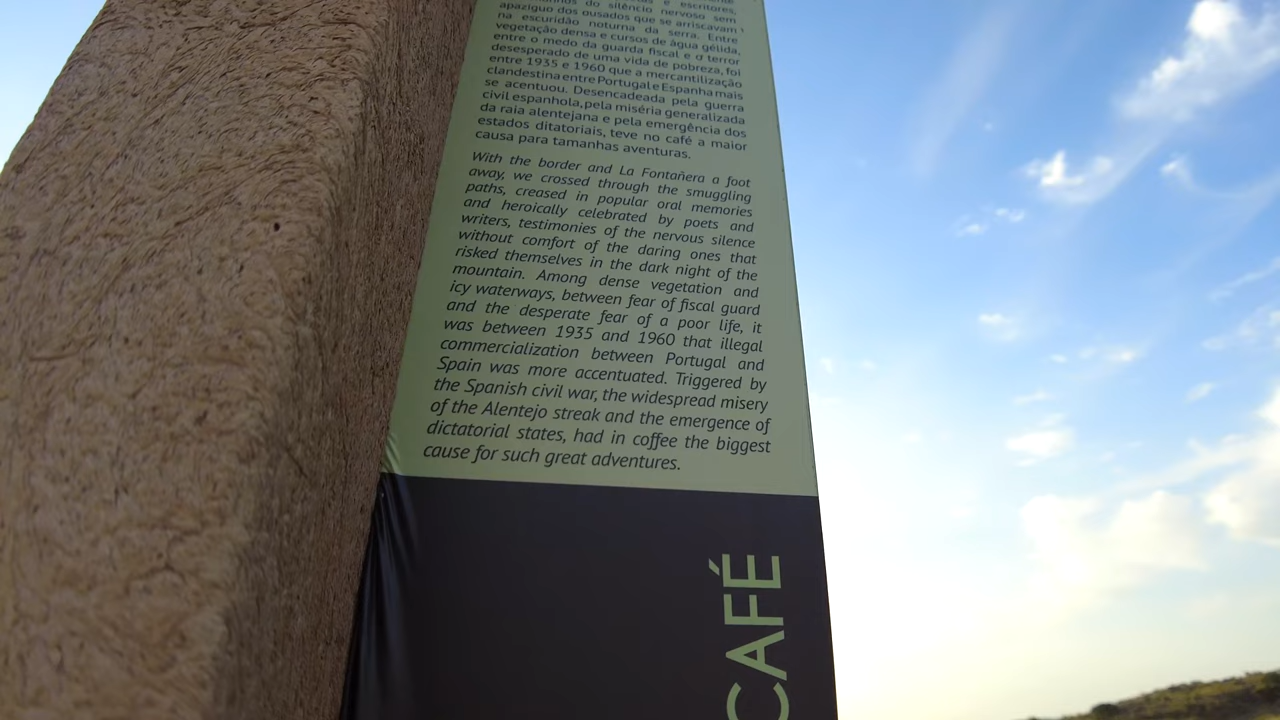 escritores,
do silêncio nervoso sem
apaziguo dos ousados que se arriscavam
na escuridão noturna da serra. Entre
vegetação densa e cursos de água gélida,
entre o medo da guarda fiscal e o terror
desesperado de uma vida de pobreza, foi
entre 1935 e 1960 que a mercantilização
clandestina entre Portugal e Espanha mais
se acentuou. Desencadeada pela guerra
civil espanhola, pela miséria generalizada
da raia alentejana e pela emergência dos
estados ditatoriais, teve no café a maior
causa para tamanhas aventuras.
With the border and La Fontañera a foot
away, we crossed through the smuggling
paths, creased in popular oral memories
and heroically celebrated by poets and
writers, testimonies of the nervous silence
without comfort of the daring ones that
risked themselves in the dark night of the
mountain. Among dense vegetation and
icy waterways, between fear of fiscal guard
and the desperate fear of a poor life, it
was between 1935 and 1960 that illegal
commercialization between Portugal and
Spain was more accentuated. Triggered by
the Spanish civil war, the widespread misery
of the Alentejo streak and the emergence of
dictatorial states, had in coffee the biggest
cause for such great adventures.
CAFÉ